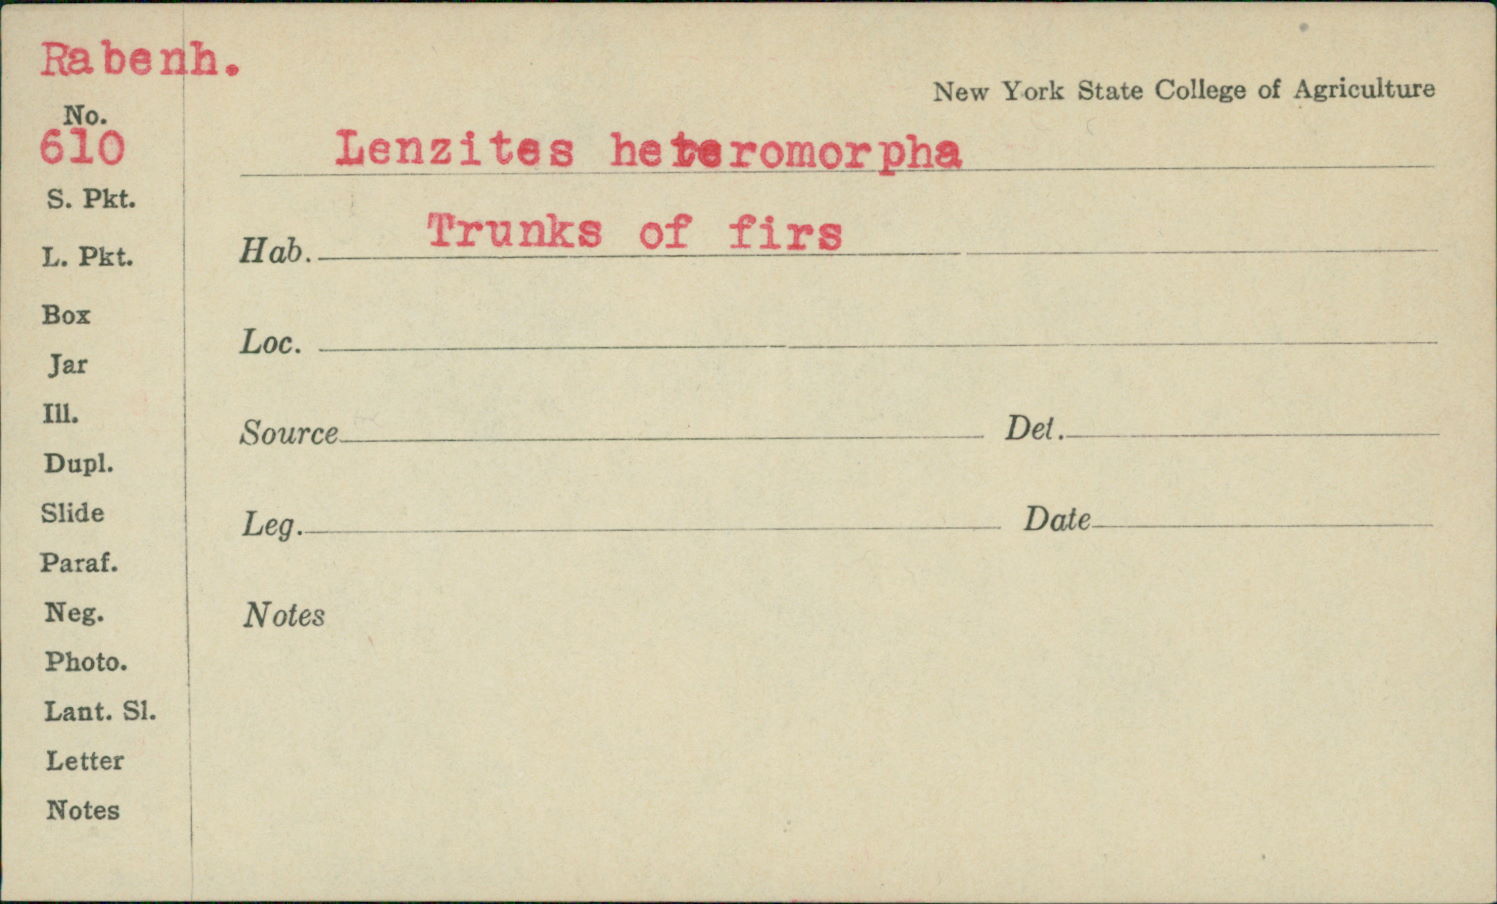 Rabenh.
New York State College of Agriculture
No.
610
Lenzites heteromorpha
S. Pkt.
Hab. Trunks of firs
L. Pkt.
Box
Loc.
Jar
Ill.
Source Det.
Dupl.
Slide
Leg. Date
Paraf.
Neg.
Notes
Photo.
Lant. Sl.
Letter
Notes